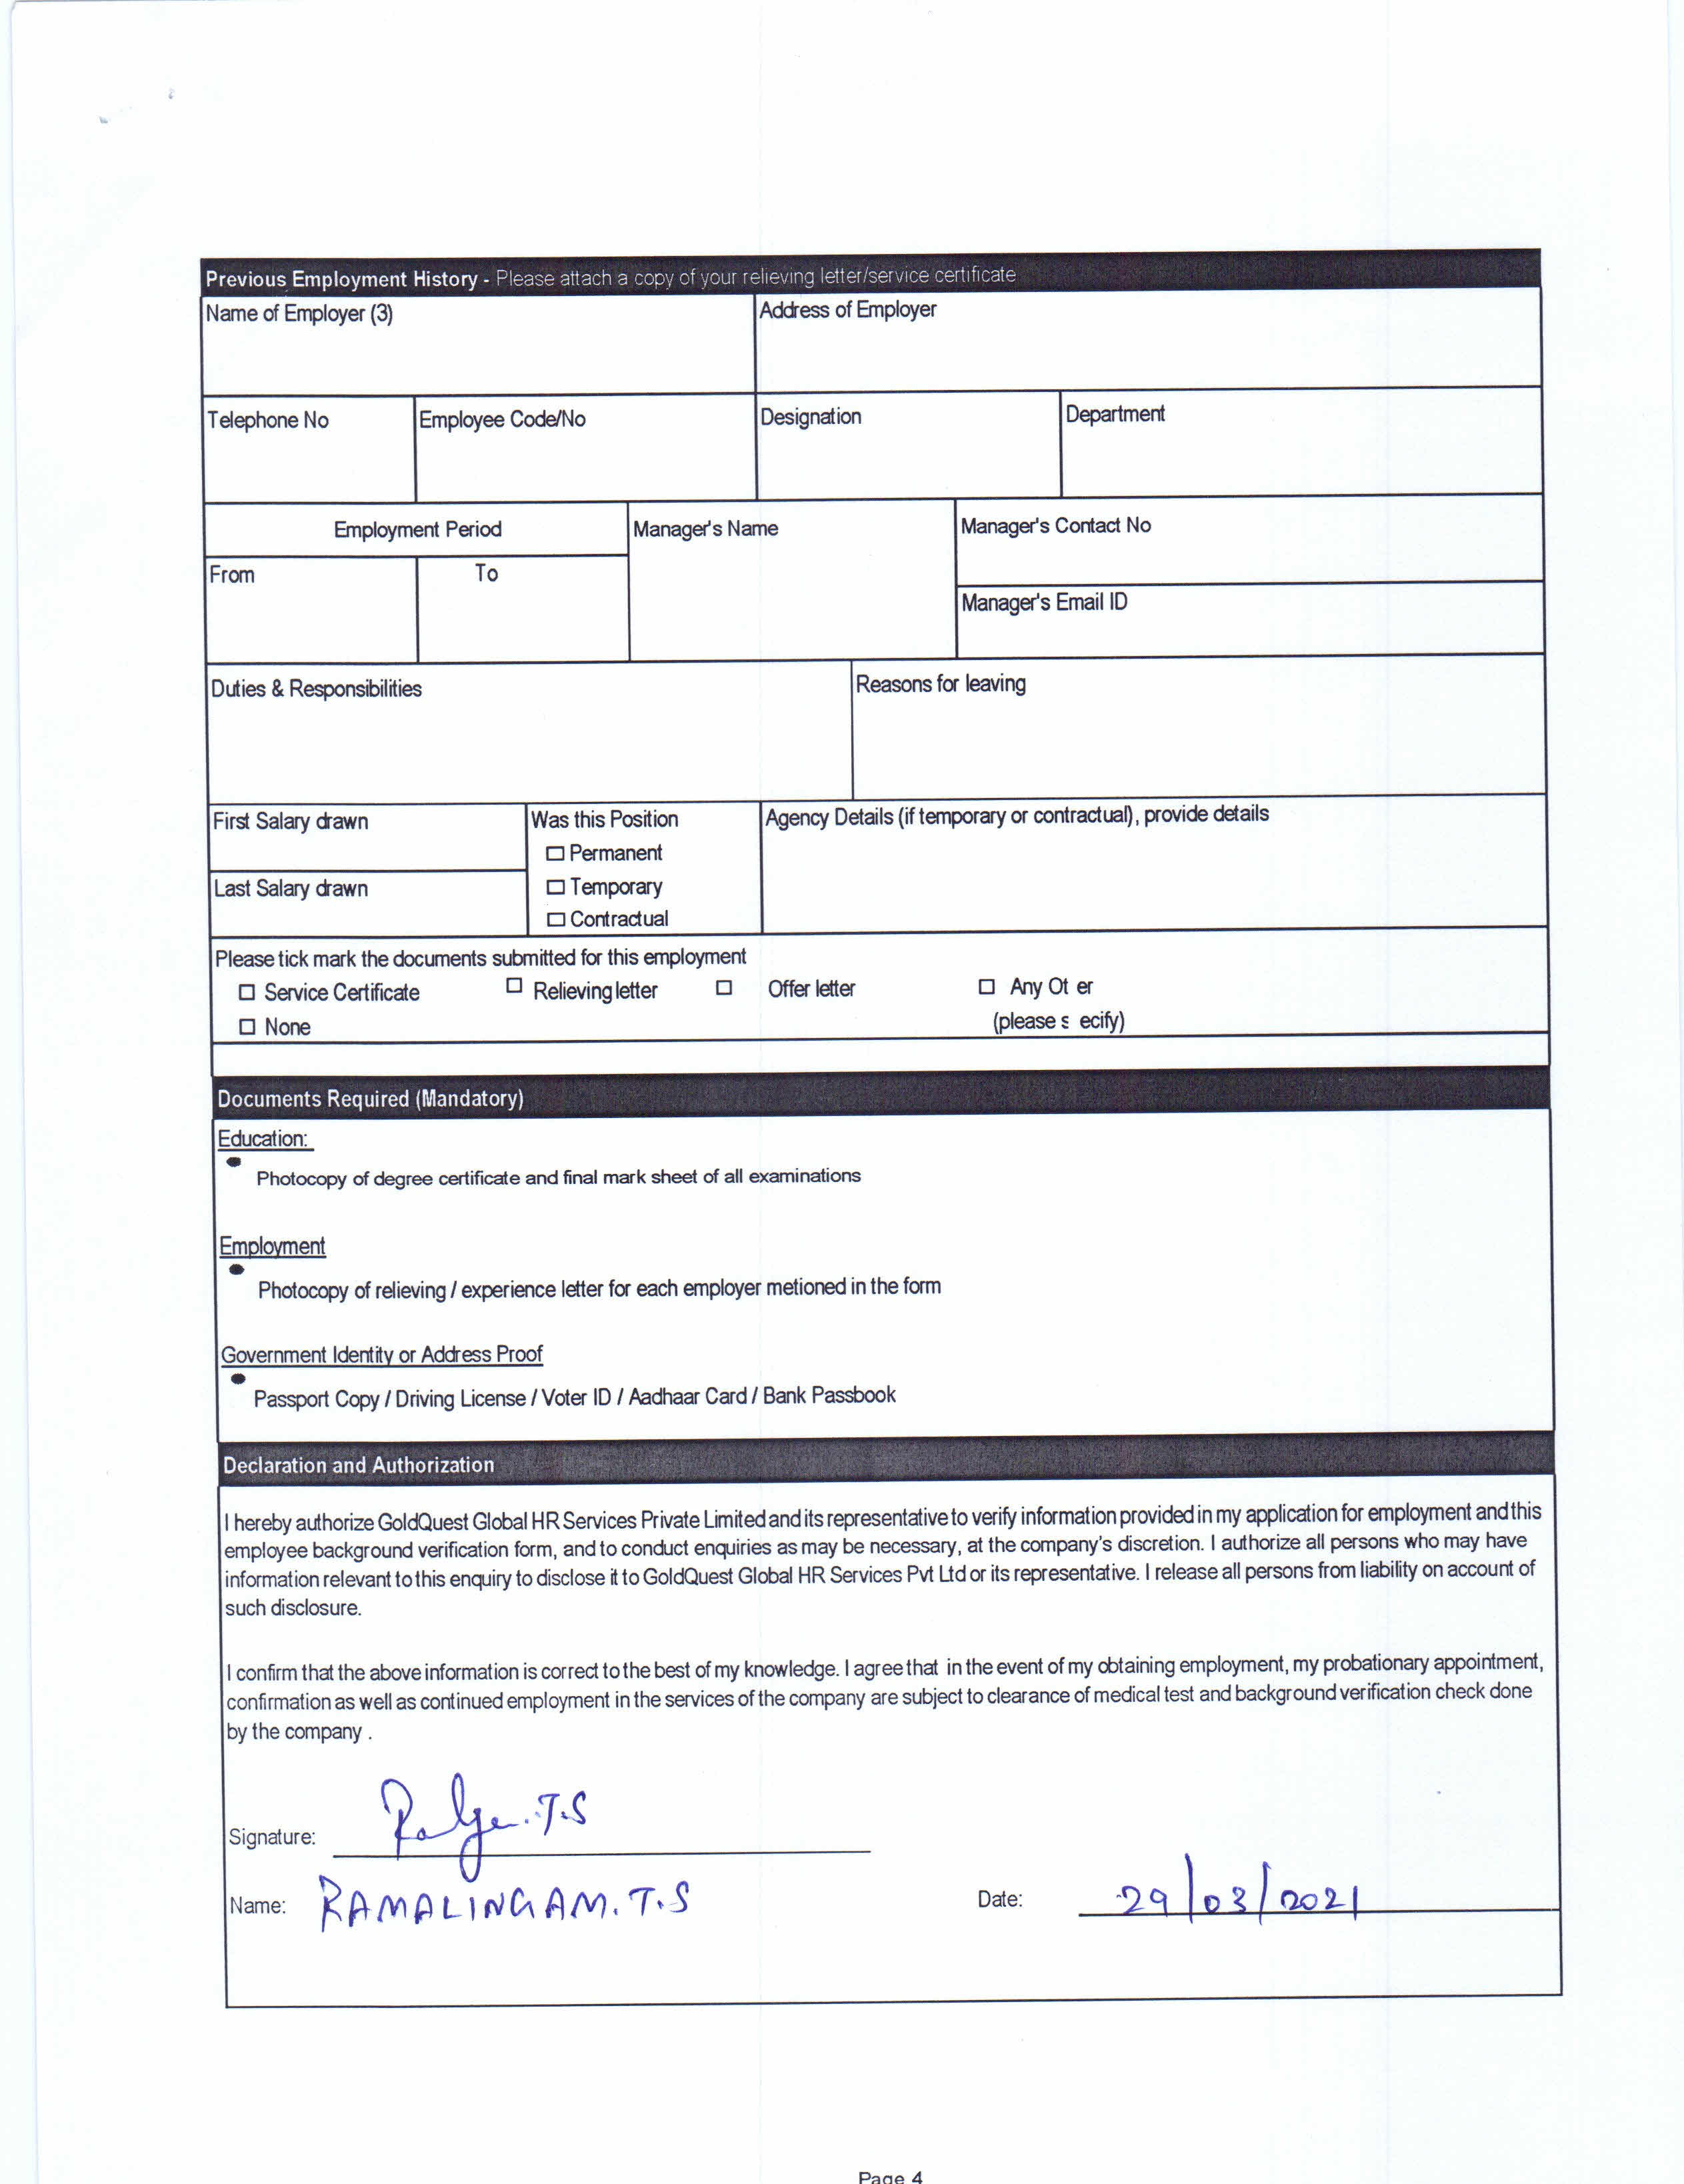 Previous Employment History - Please attach a copy of your relieving letter/service certificate
Name of Employer (3) Address of Employer
Telephone No Employee Code/No Designation Department
Employment Period Manager's Name Manager's Contact No
From To
Manager's Email ID
Duties & Responsibilities Reasons for leaving
First Salary drawn Was this Position Agency Details (if temporary or contractual), provide details
☐ Permanent
Last Salary drawn ☐ Temporary
☐ Contractual
Please tick mark the documents submitted for this employment
☐ Service Certificate ☐ Relieving letter ☐ Offer letter ☐ Any Ot er
☐ None (please s ecify)
Documents Required (Mandatory)
Education:
• Photocopy of degree certificate and final mark sheet of all examinations
Employment
• Photocopy of relieving / experience letter for each employer metioned in the form
Government Identity or Address Proof
• Passport Copy / Driving License / Voter ID / Aadhaar Card / Bank Passbook
Declaration and Authorization
I hereby authorize GoldQuest Global HR Services Private Limited and its representative to verify information provided in my application for employment and this
employee background verification form, and to conduct enquiries as may be necessary, at the company's discretion. I authorize all persons who may have
information relevant to this enquiry to disclose it to GoldQuest Global HR Services Pvt Ltd or its representative. I release all persons from liability on account of
such disclosure.
I confirm that the above information is correct to the best of my knowledge. I agree that in the event of my obtaining employment, my probationary appointment,
confirmation as well as continued employment in the services of the company are subject to clearance of medical test and background verification check done
by the company .
Signature: T.S
Name: RAMALINGAM. T.S Date: 29/03/2021
Page 4